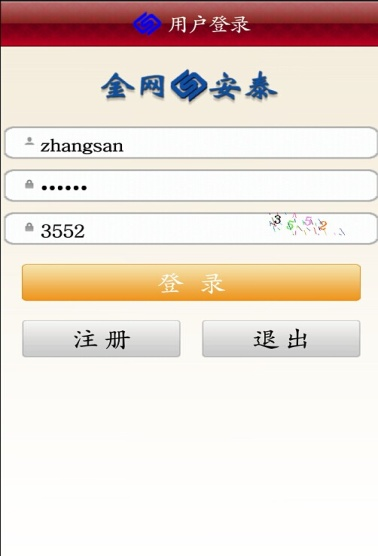 用户登录
金网安泰
zhangsan
••••••
3552
登 录
注 册
退 出